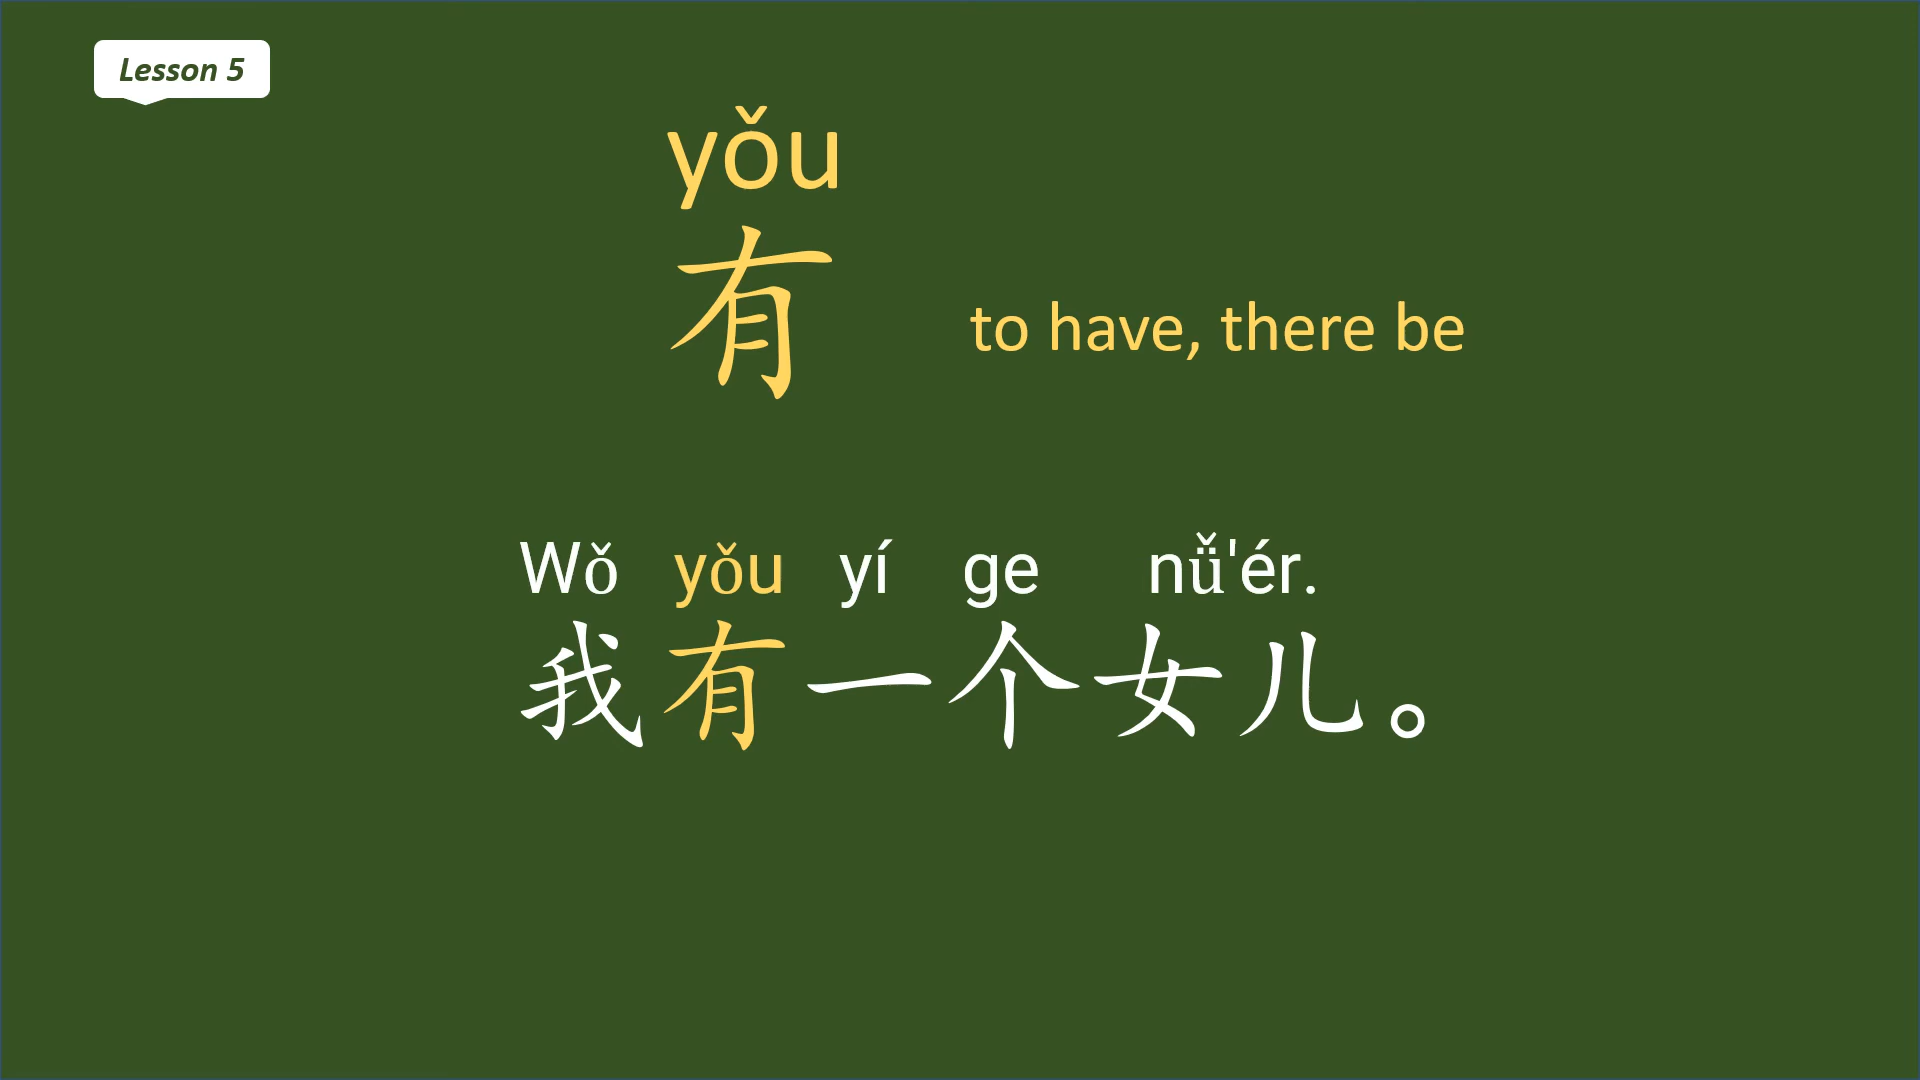 Lesson 5
yǒu
有
to have, there be
Wǒ yǒu yí ge nǚ'ér.
我有一个女儿。